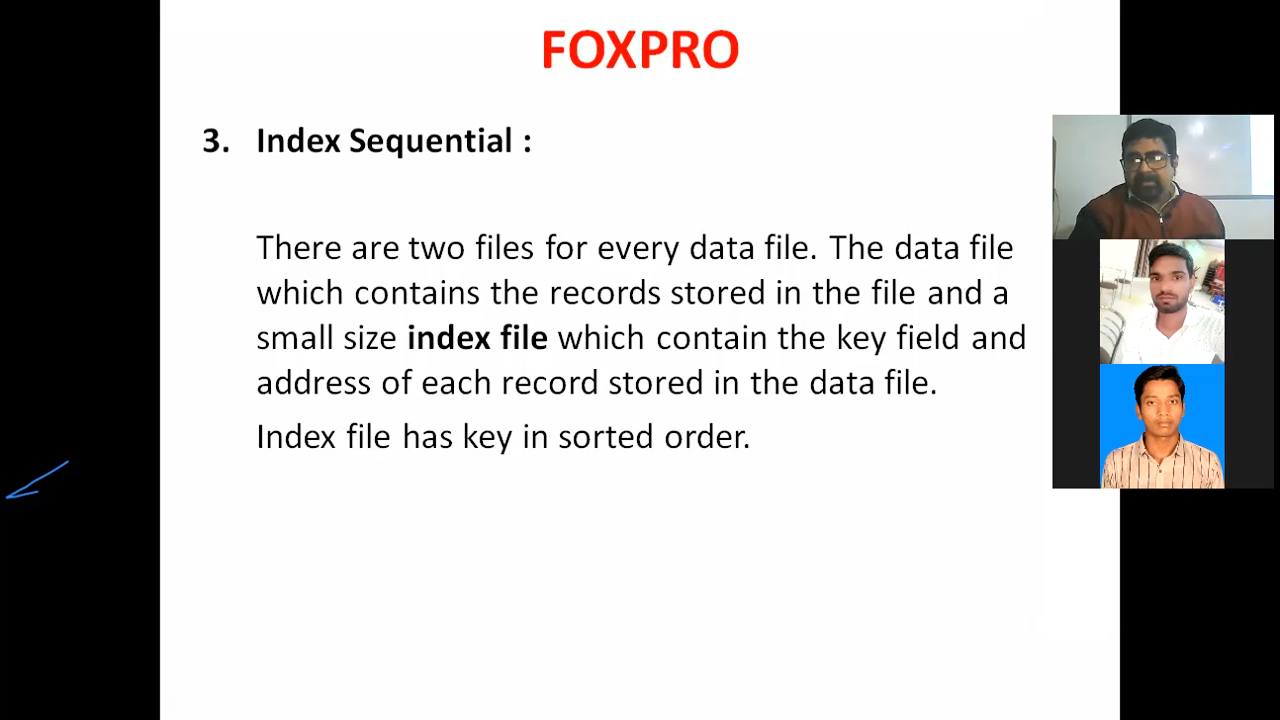 FOXPRO
3. Index Sequential :
There are two files for every data file. The data file
which contains the records stored in the file and a
small size index file which contain the key field and
address of each record stored in the data file.
Index file has key in sorted order.